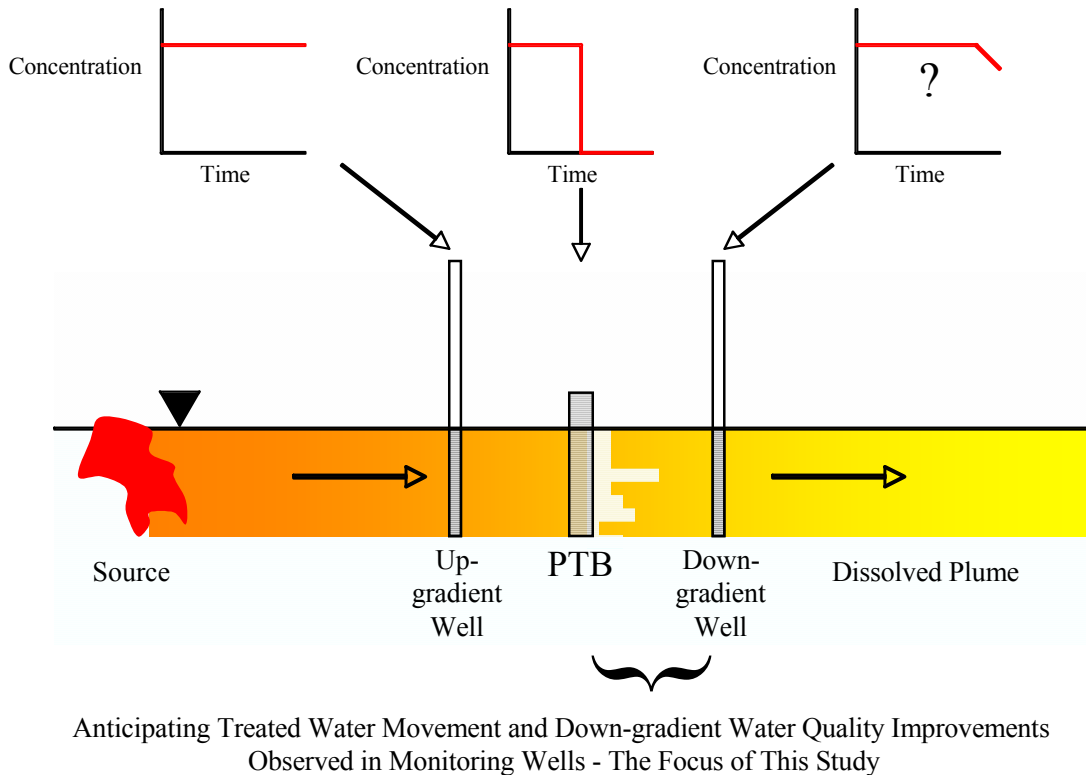 Concentration
Time
Concentration
Time
Concentration
?
Time
Source
Up-
gradient
Well
PTB
Down-
gradient
Well
Dissolved Plume
Anticipating Treated Water Movement and Down-gradient Water Quality Improvements
Observed in Monitoring Wells - The Focus of This Study